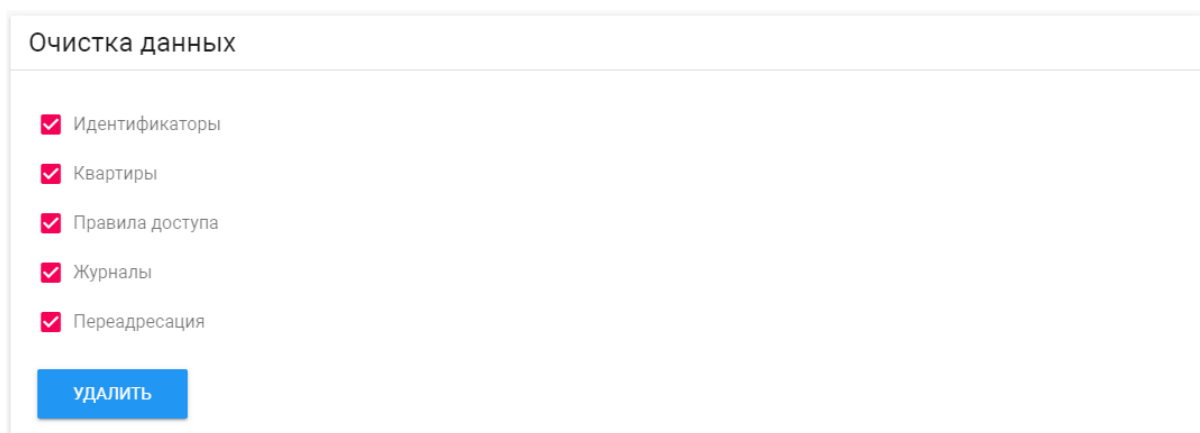 Очистка данных
Идентификаторы
Квартиры
Правила доступа
Журналы
Переадресация
УДАЛИТЬ